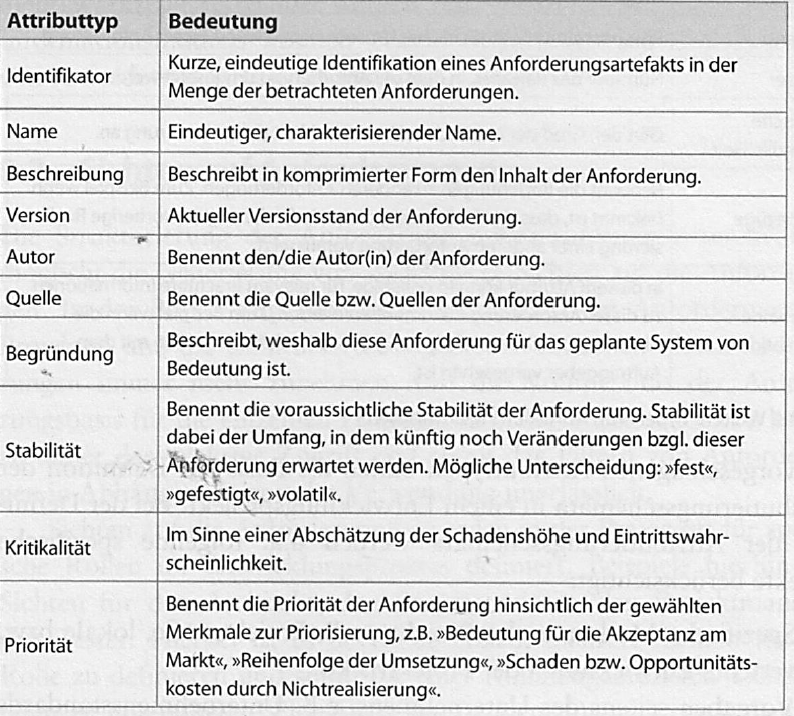 Attributtyp Bedeutung
Identifikator Kurze, eindeutige Identifikation eines Anforderungsartefakts in der
Menge der betrachteten Anforderungen.
Name Eindeutiger, charakterisierender Name.
Beschreibung Beschreibt in komprimierter Form den Inhalt der Anforderung.
Version Aktueller Versionsstand der Anforderung.
Autor Benennt den/die Autor(in) der Anforderung.
Quelle Benennt die Quelle bzw. Quellen der Anforderung.
Begründung Beschreibt, weshalb diese Anforderung für das geplante System von
Bedeutung ist.
Stabilität Benennt die voraussichtliche Stabilität der Anforderung. Stabilität ist
dabei der Umfang, in dem künftig noch Veränderungen bzgl. dieser
Anforderung erwartet werden. Mögliche Unterscheidung: »fest«,
»gefestigt«, »volatil«.
Kritikalität Im Sinne einer Abschätzung der Schadenshöhe und Eintrittswahr-
scheinlichkeit.
Priorität Benennt die Priorität der Anforderung hinsichtlich der gewählten
Merkmale zur Priorisierung, z.B. »Bedeutung für die Akzeptanz am
Markt«, »Reihenfolge der Umsetzung«, »Schaden bzw. Opportunitäts-
kosten durch Nichtrealisierung«.